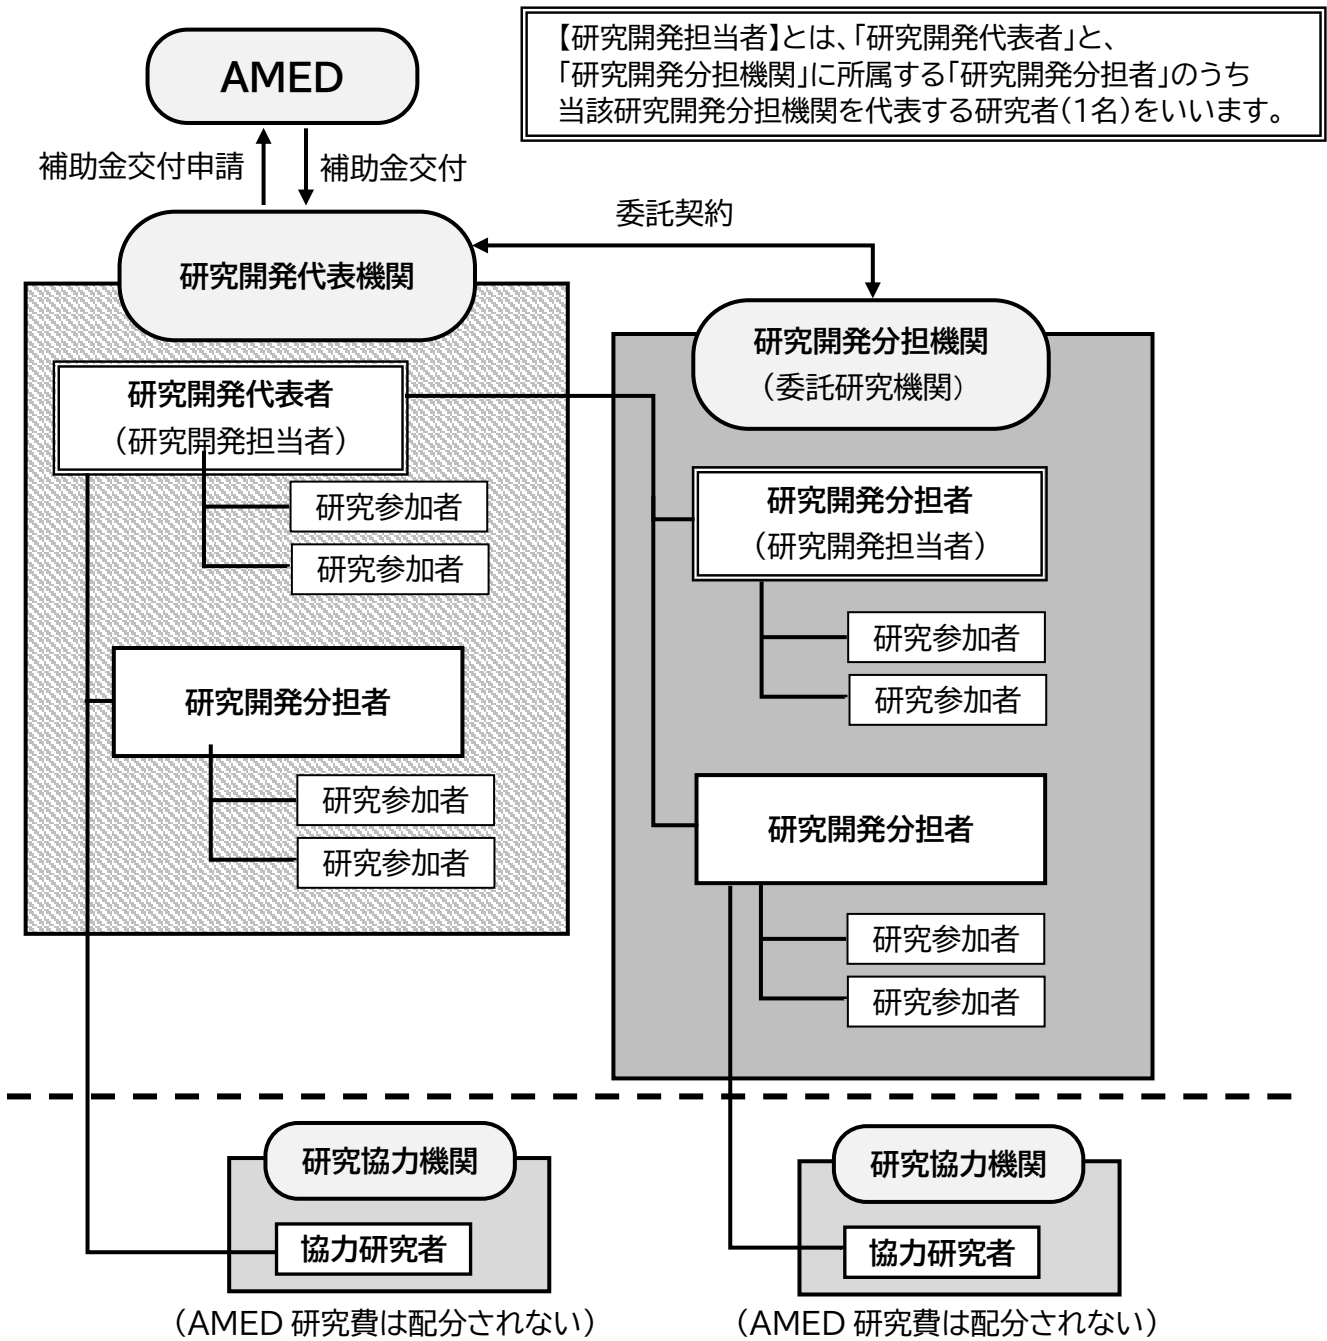 【研究開発担当者】とは、「研究開発代表者」と、
「研究開発分担機関」に所属する「研究開発分担者」のうち
当該研究開発分担機関を代表する研究者(1名)をいいます。
AMED
補助金交付申請
補助金交付
委託契約
研究開発代表機関
研究開発代表者
(研究開発担当者)
研究参加者
研究参加者
研究開発分担者
研究参加者
研究参加者
研究開発分担機関
(委託研究機関)
研究開発分担者
(研究開発担当者)
研究参加者
研究参加者
研究開発分担者
研究参加者
研究参加者
研究協力機関
協力研究者
(AMED 研究費は配分されない)
研究協力機関
協力研究者
(AMED 研究費は配分されない)